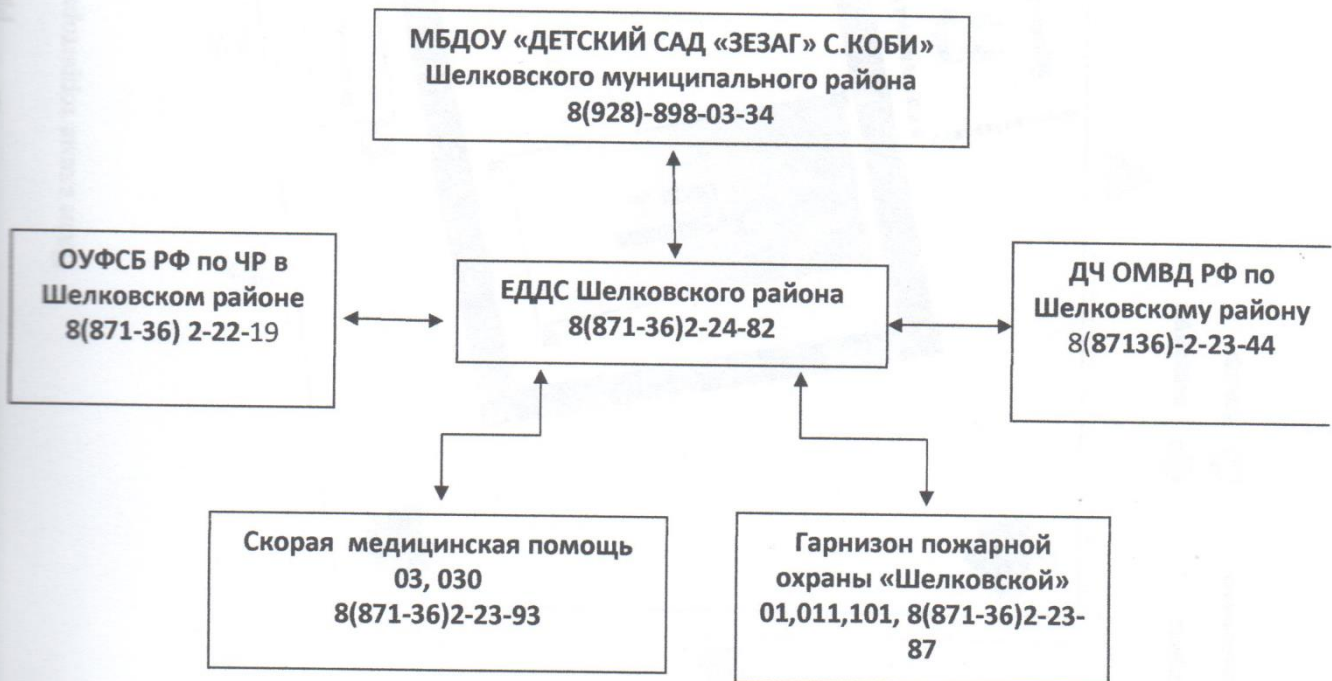 МБДОУ «ДЕТСКИЙ САД «ЗЕЗАГ» С.КОБИ»
Шелковского муниципального района
8(928)-898-03-34
ОУФСБ РФ по ЧР в
Шелковском районе
8(871-36) 2-22-19
ЕДДС Шелковского района
8(871-36)2-24-82
ДЧ ОМВД РФ по
Шелковскому району
8(87136)-2-23-44
Скорая медицинская помощь
03, 030
8(871-36)2-23-93
Гарнизон пожарной
охраны «Шелковской»
01,011,101, 8(871-36)2-23-
87